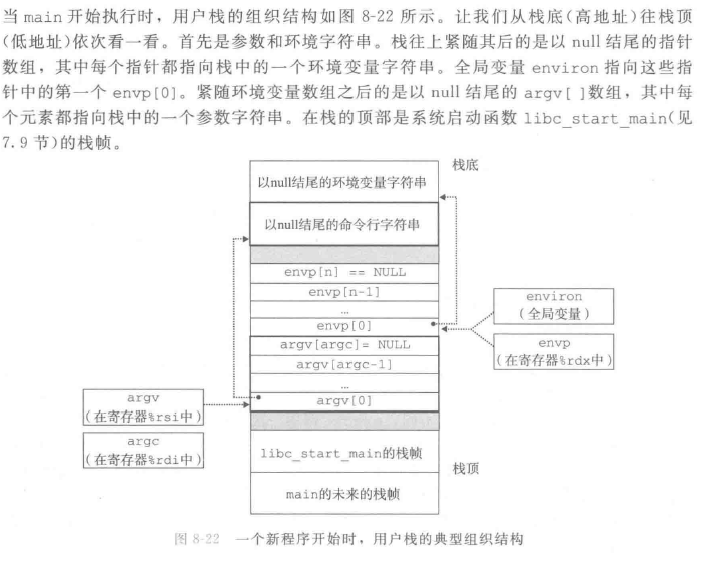 当 main 开始执行时，用户栈的组织结构如图 8-22 所示。让我们从栈底(高地址)往栈顶
(低地址)依次看一看。首先是参数和环境字符串。栈往上紧随其后的是以 null 结尾的指针
数组，其中每个指针都指向栈中的一个环境变量字符串。全局变量 environ 指向这些指
针中的第一个 envp[0]。紧随环境变量数组之后的是以 null 结尾的 argv[ ]数组，其中每
个元素都指向栈中的一个参数字符串。在栈的顶部是系统启动函数 libc_start_main(见
7.9 节)的栈帧。
栈底
以null结尾的环境变量字符串
以null结尾的命令行字符串
envp[n] == NULL
envp[n-1]
…
envp[0]
environ
(全局变量)
envp
(在寄存器%rdx中)
argv[argc]= NULL
argv[argc-1]
…
argv[0]
argv
(在寄存器%rsi中)
argc
(在寄存器%rdi中)
libc_start_main的栈帧
栈顶
main的未来的栈帧
图 8-22 一个新程序开始时，用户栈的典型组织结构